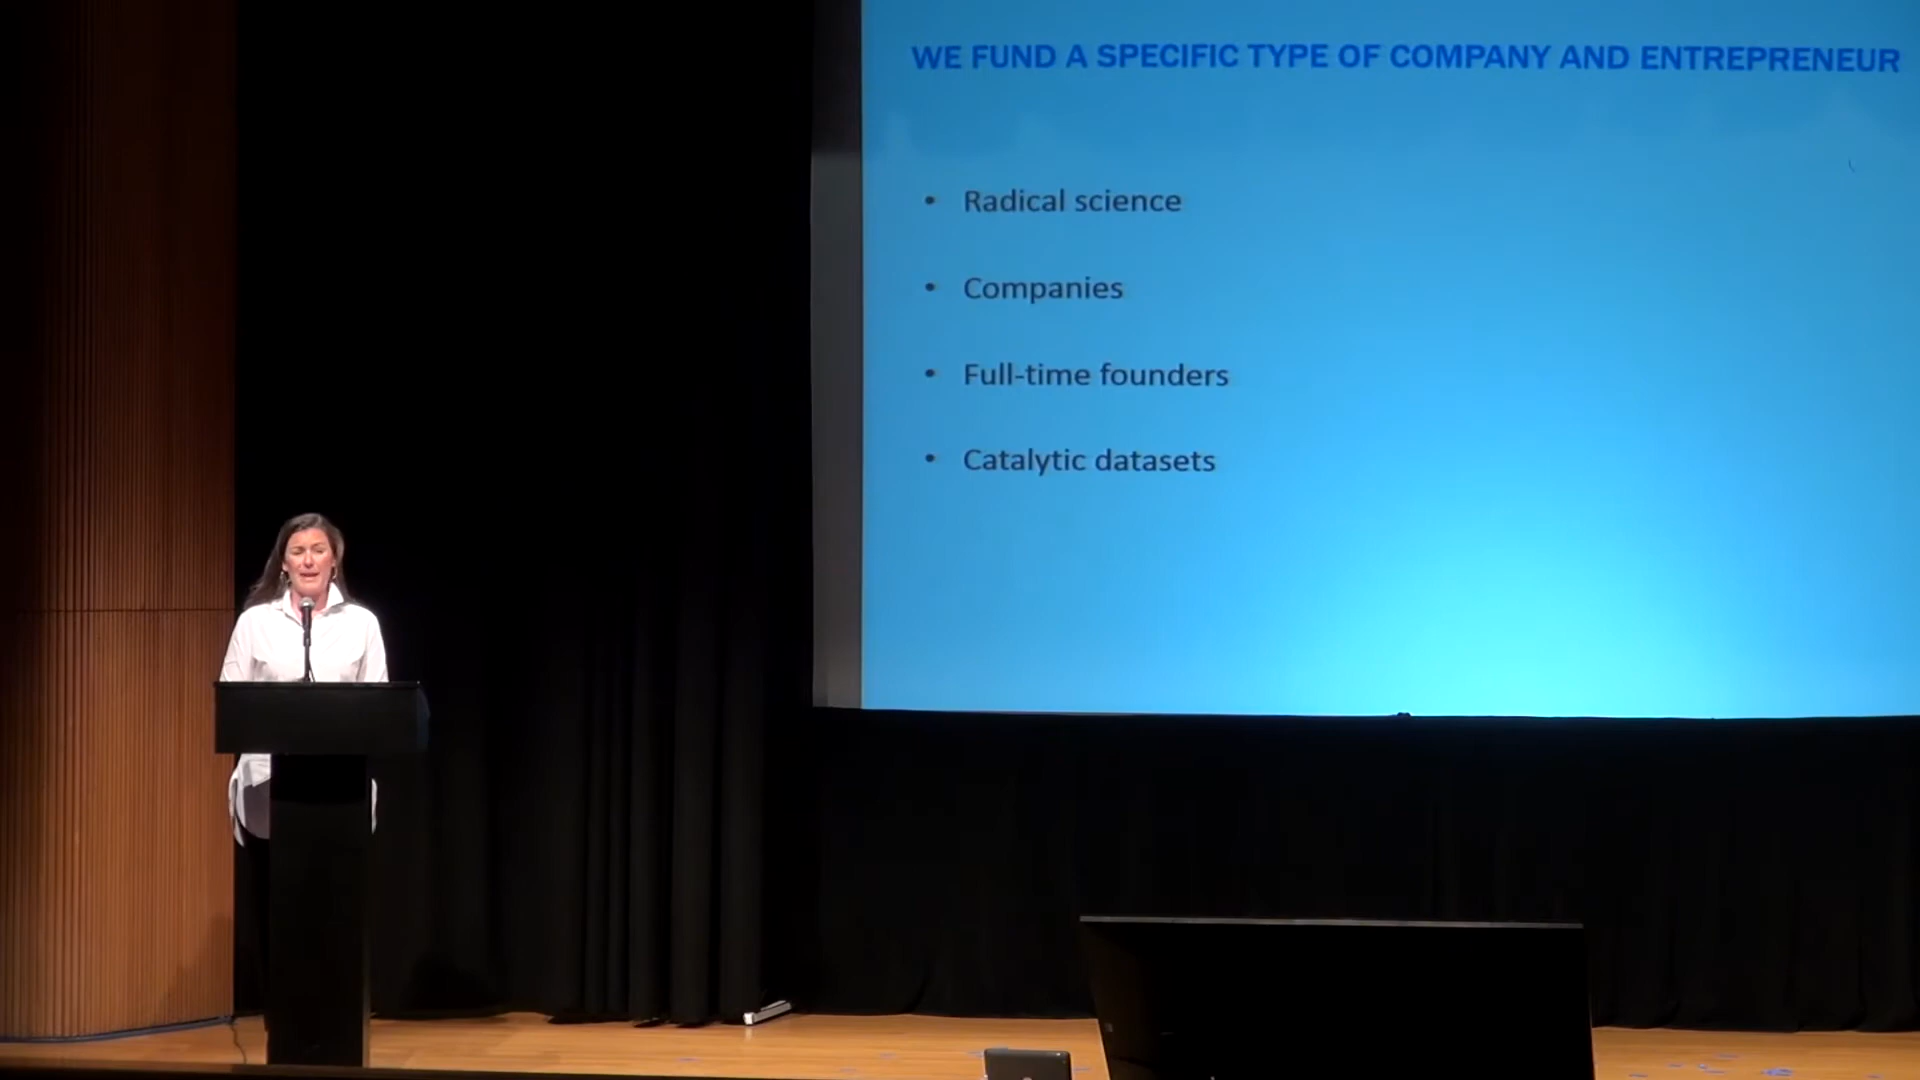 WE FUND A SPECIFIC TYPE OF COMPANY AND ENTREPRENEUR
• Radical science
• Companies
• Full-time founders
• Catalytic datasets